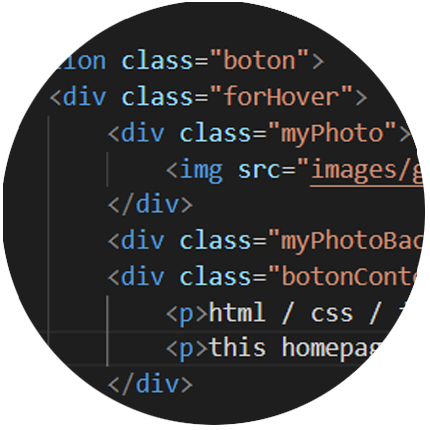 class="boton">
<div class="forHover">
<div class="myPhoto">
<img src="images/
</div>
<div class="myPhotoBac
<div class="botonConte
<p>html / css /
<p>this homepag
</div>